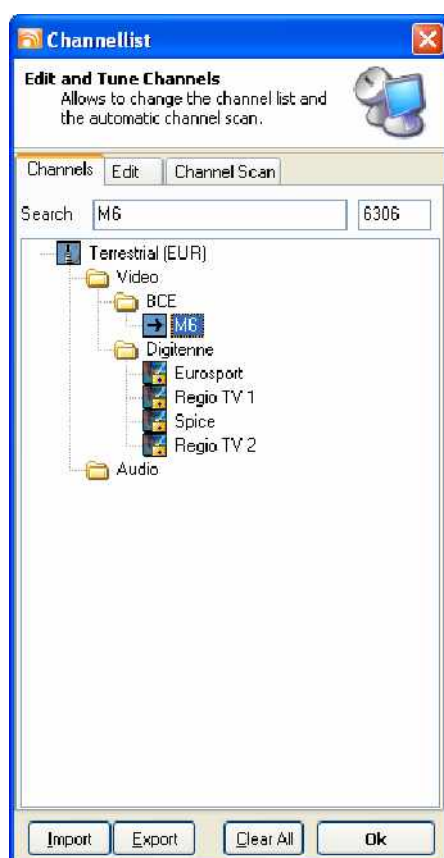 Channellist
Edit and Tune Channels
Allows to change the channel list and
the automatic channel scan.
Channels Edit Channel Scan
Search M6 6306
Terrestrial (EUR)
Video
BCE
M6
Digitenne
Eurosport
Regio TV 1
Spice
Regio TV 2
Audio
Import Export Clear All Ok